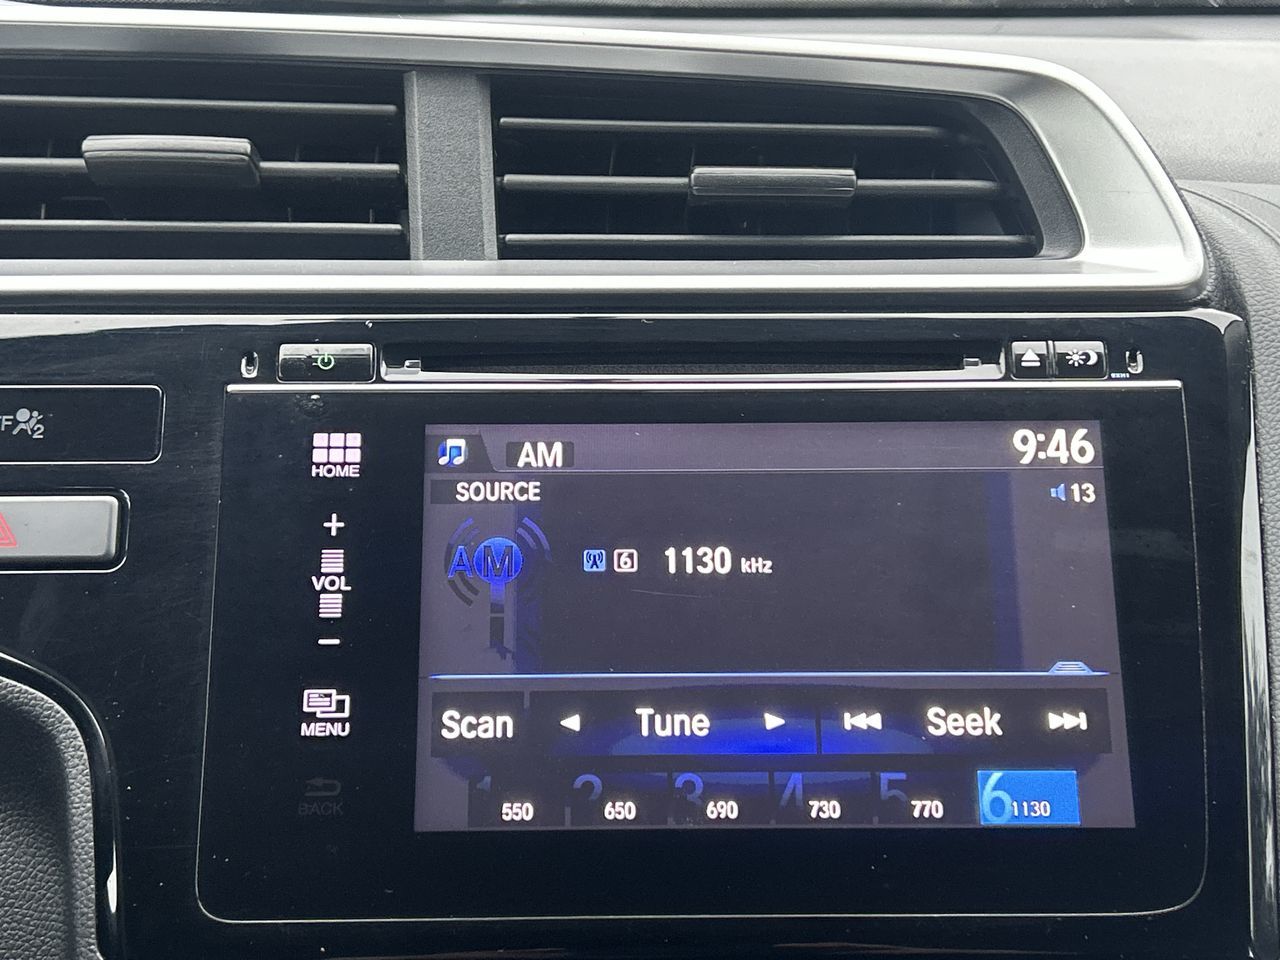 2
HOME
AM
9:46
SOURCE
13
+
VOL
−
AM
6 1130 kHz
MENU
Scan
Tune
Seek
BACK
1 550
2 650
3 690
4 730
5 770
6 1130